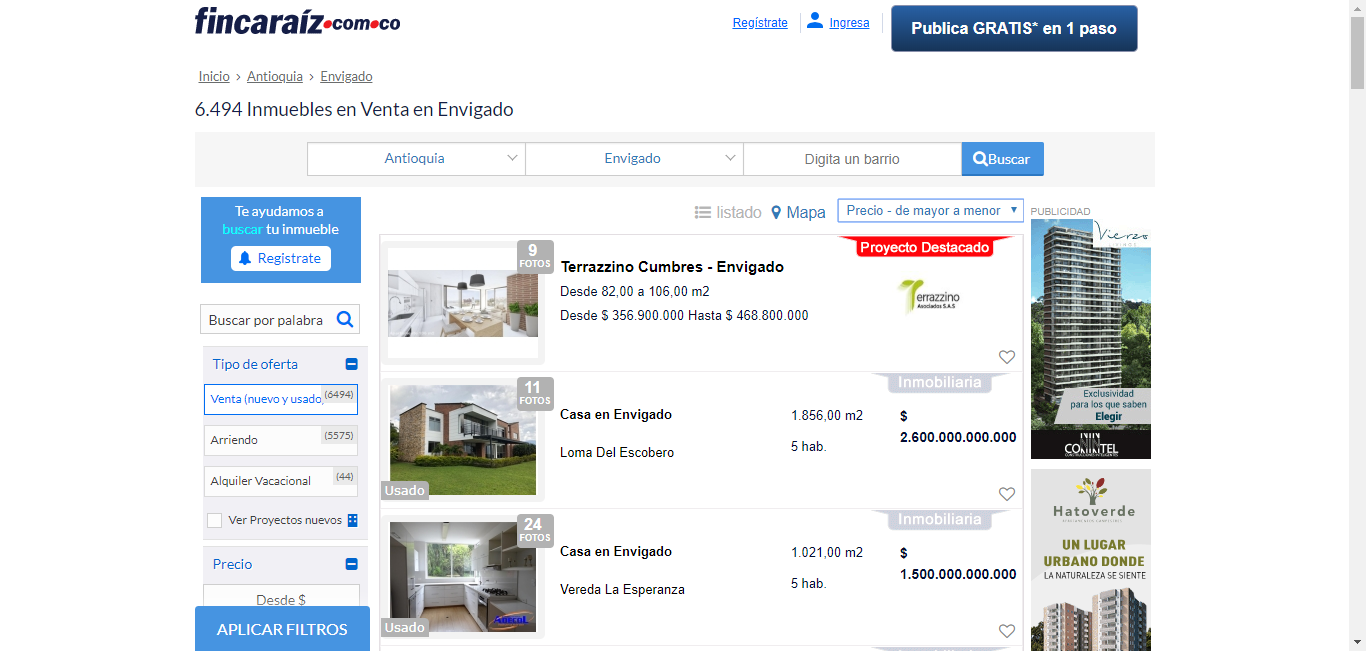 fincaraíz.com.co
Regístrate
Ingresa
Publica GRATIS* en 1 paso
Inicio > Antioquia > Envigado
6.494 Inmuebles en Venta en Envigado
Antioquia
Envigado
Digita un barrio
Buscar
Te ayudamos a
buscar tu inmueble
Registrate
Buscar por palabra
Tipo de oferta
Venta (nuevo y usado
(6494)
Arriendo
(5575)
Alquiler Vacacional
(44)
Ver Proyectos nuevos
Precio
Desde $
APLICAR FILTROS
listado
Mapa
Precio - de mayor a menor
9
FOTOS
Terrazzino Cumbres - Envigado
Desde 82,00 a 106,00 m2
Desde $ 356.900.000 Hasta $ 468.800.000
Proyecto Destacado
Terrazzino
Asociados S.A.S
11
FOTOS
Usado
Casa en Envigado
Loma Del Escobero
1.856,00 m2
5 hab.
Inmobiliaria
$
2.600.000.000.000
24
FOTOS
Usado
Casa en Envigado
Vereda La Esperanza
1.021,00 m2
5 hab.
Inmobiliaria
$
1.500.000.000.000
PUBLICIDAD
Vierzo
Exclusividad
para los que saben
Elegir
CONINTEL
CONSTRUCCIONES INTELIGENTES
Hatoverde
UN LUGAR
URBANO DONDE
LA NATURALEZA SE SIENTE